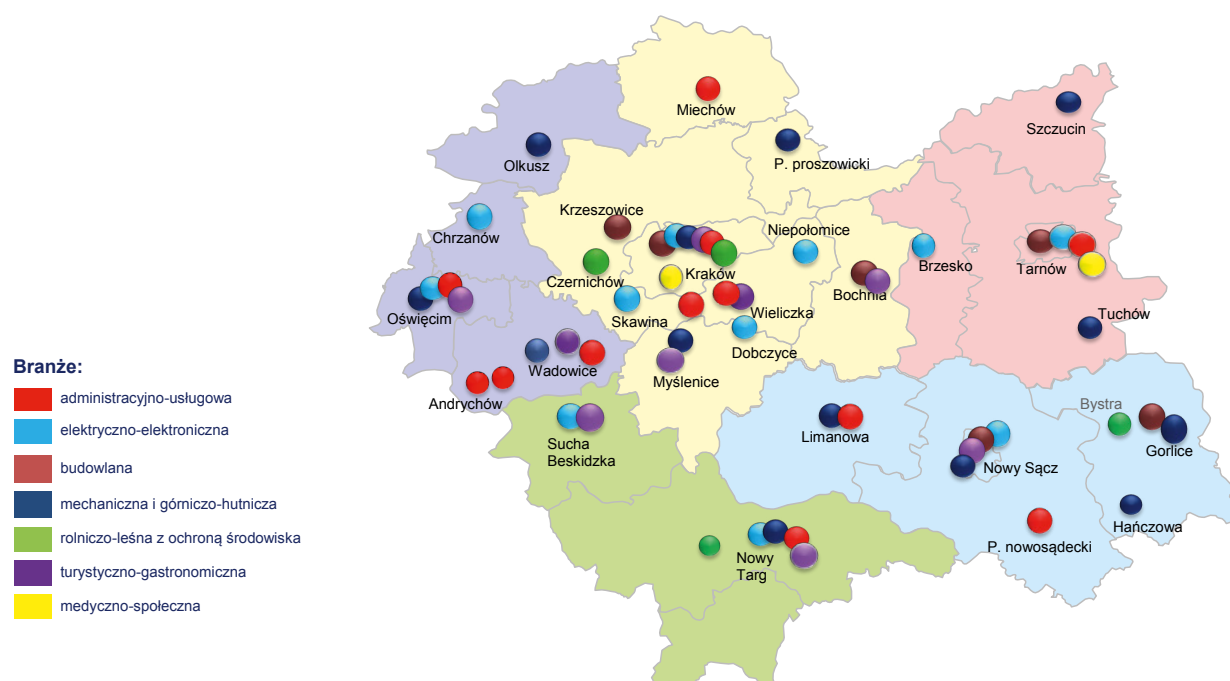 Miechów
Szczucin
P. proszowicki
Olkusz
Krzeszowice
Chrzanów
Niepołomice
Kraków
Czernichów
Brzesko
Tarnów
Bochnia
Oświęcim
Skawina
Wieliczka
Tuchów
Dobczyce
Wadowice
Myślenice
Andrychów
Bystra
Limanowa
Sucha
Beskidzka
Gorlice
Nowy Sącz
Hańczowa
P. nowosądecki
Nowy
Targ
Branże:
administracyjno-usługowa
elektryczno-elektroniczna
budowlana
mechaniczna i górniczo-hutnicza
rolniczo-leśna z ochroną środowiska
turystyczno-gastronomiczna
medyczno-społeczna